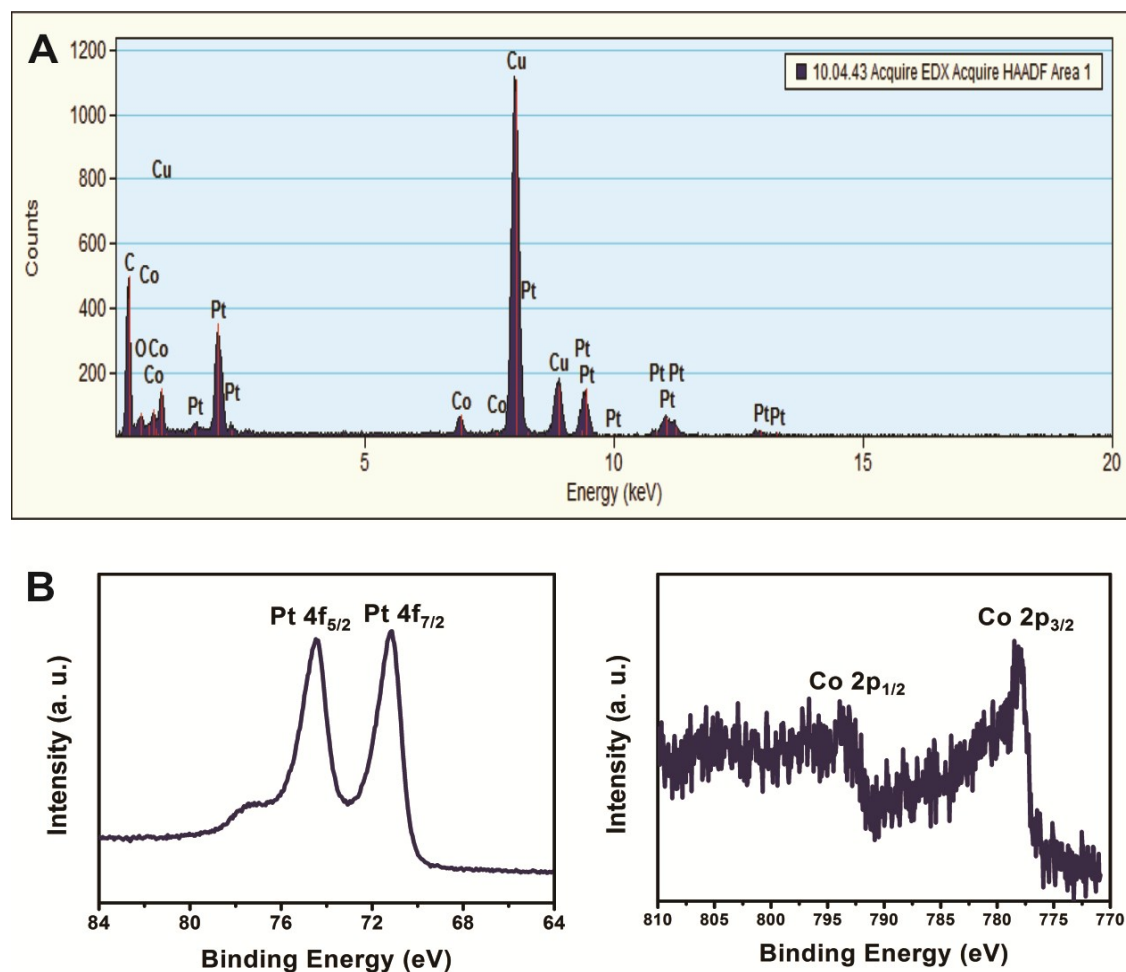 A
1200
1000
800
600
400
200
Counts
10.04.43 Acquire EDX Acquire HAADF Area 1
Cu
Cu
C
Co
O Co
Co
Pt
Pt
Pt
Co
Co
Pt
Cu
Pt
Pt
Pt
Pt Pt
Pt
Pt Pt
5 10 15 20
Energy (keV)
B
Pt 4f5/2 Pt 4f7/2
Intensity (a. u.)
84 80 76 72 68 64
Binding Energy (eV)
Co 2p3/2
Co 2p1/2
Intensity (a. u.)
810 805 800 795 790 785 780 775 770
Binding Energy (eV)